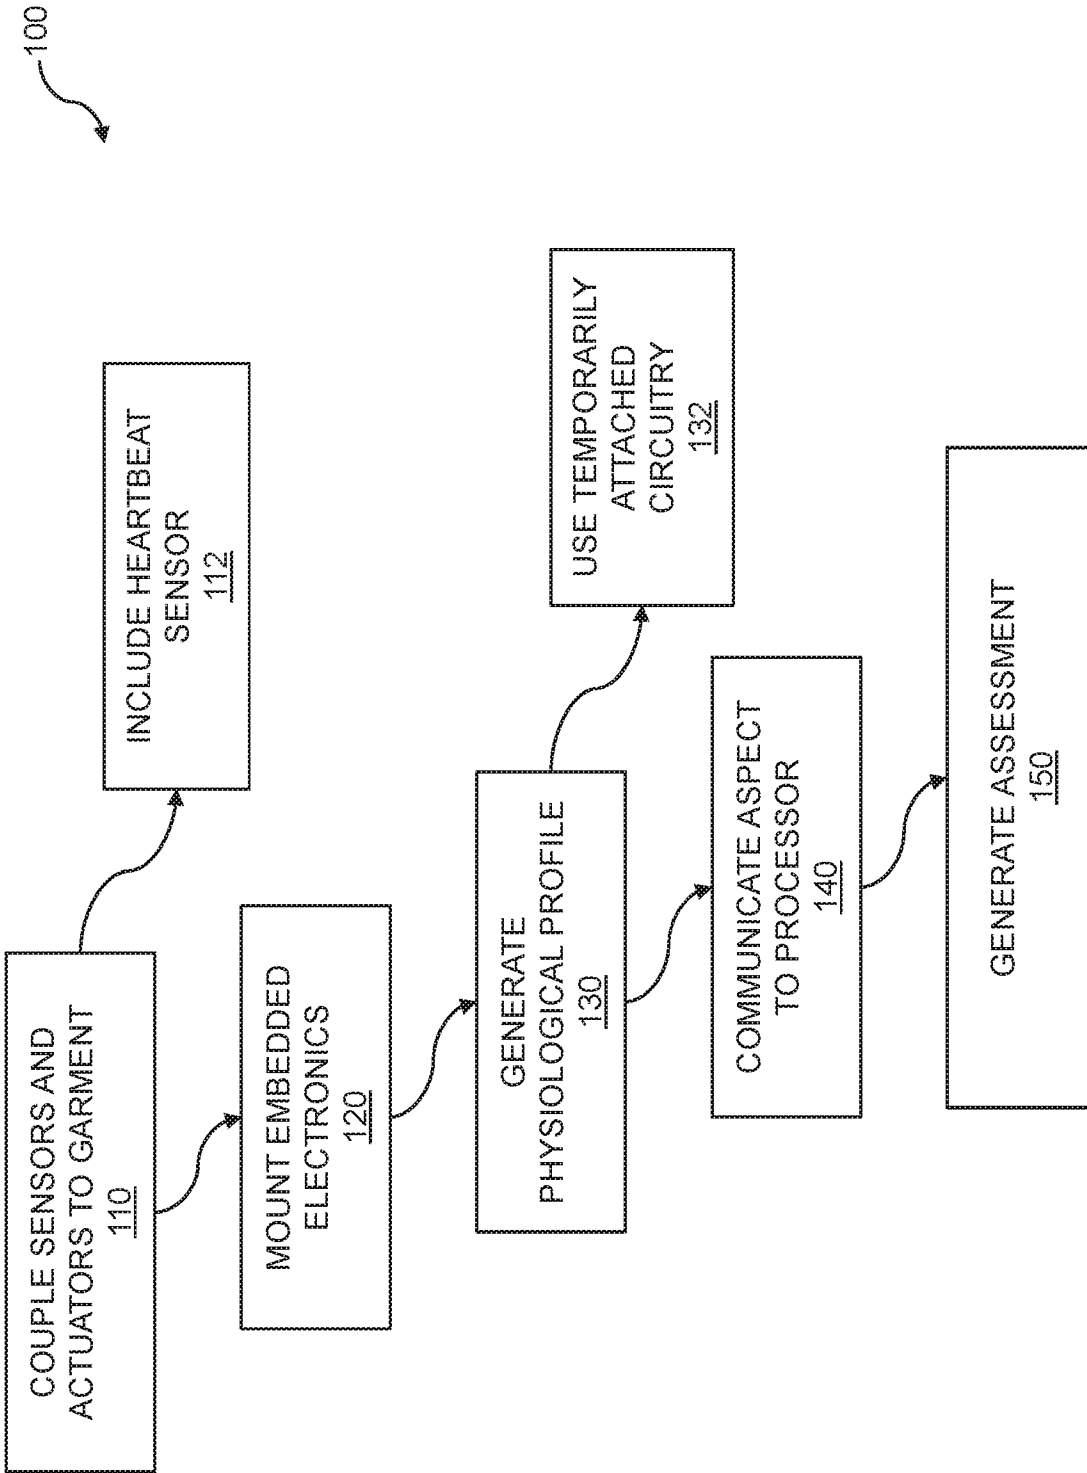 100
COUPLE SENSORS AND
ACTUATORS TO GARMENT
110
INCLUDE HEARTBEAT
SENSOR
112
MOUNT EMBEDDED
ELECTRONICS
120
GENERATE
PHYSIOLOGICAL PROFILE
130
USE TEMPORARILY
ATTACHED
CIRCUITRY
132
COMMUNICATE ASPECT
TO PROCESSOR
140
GENERATE ASSESSMENT
150